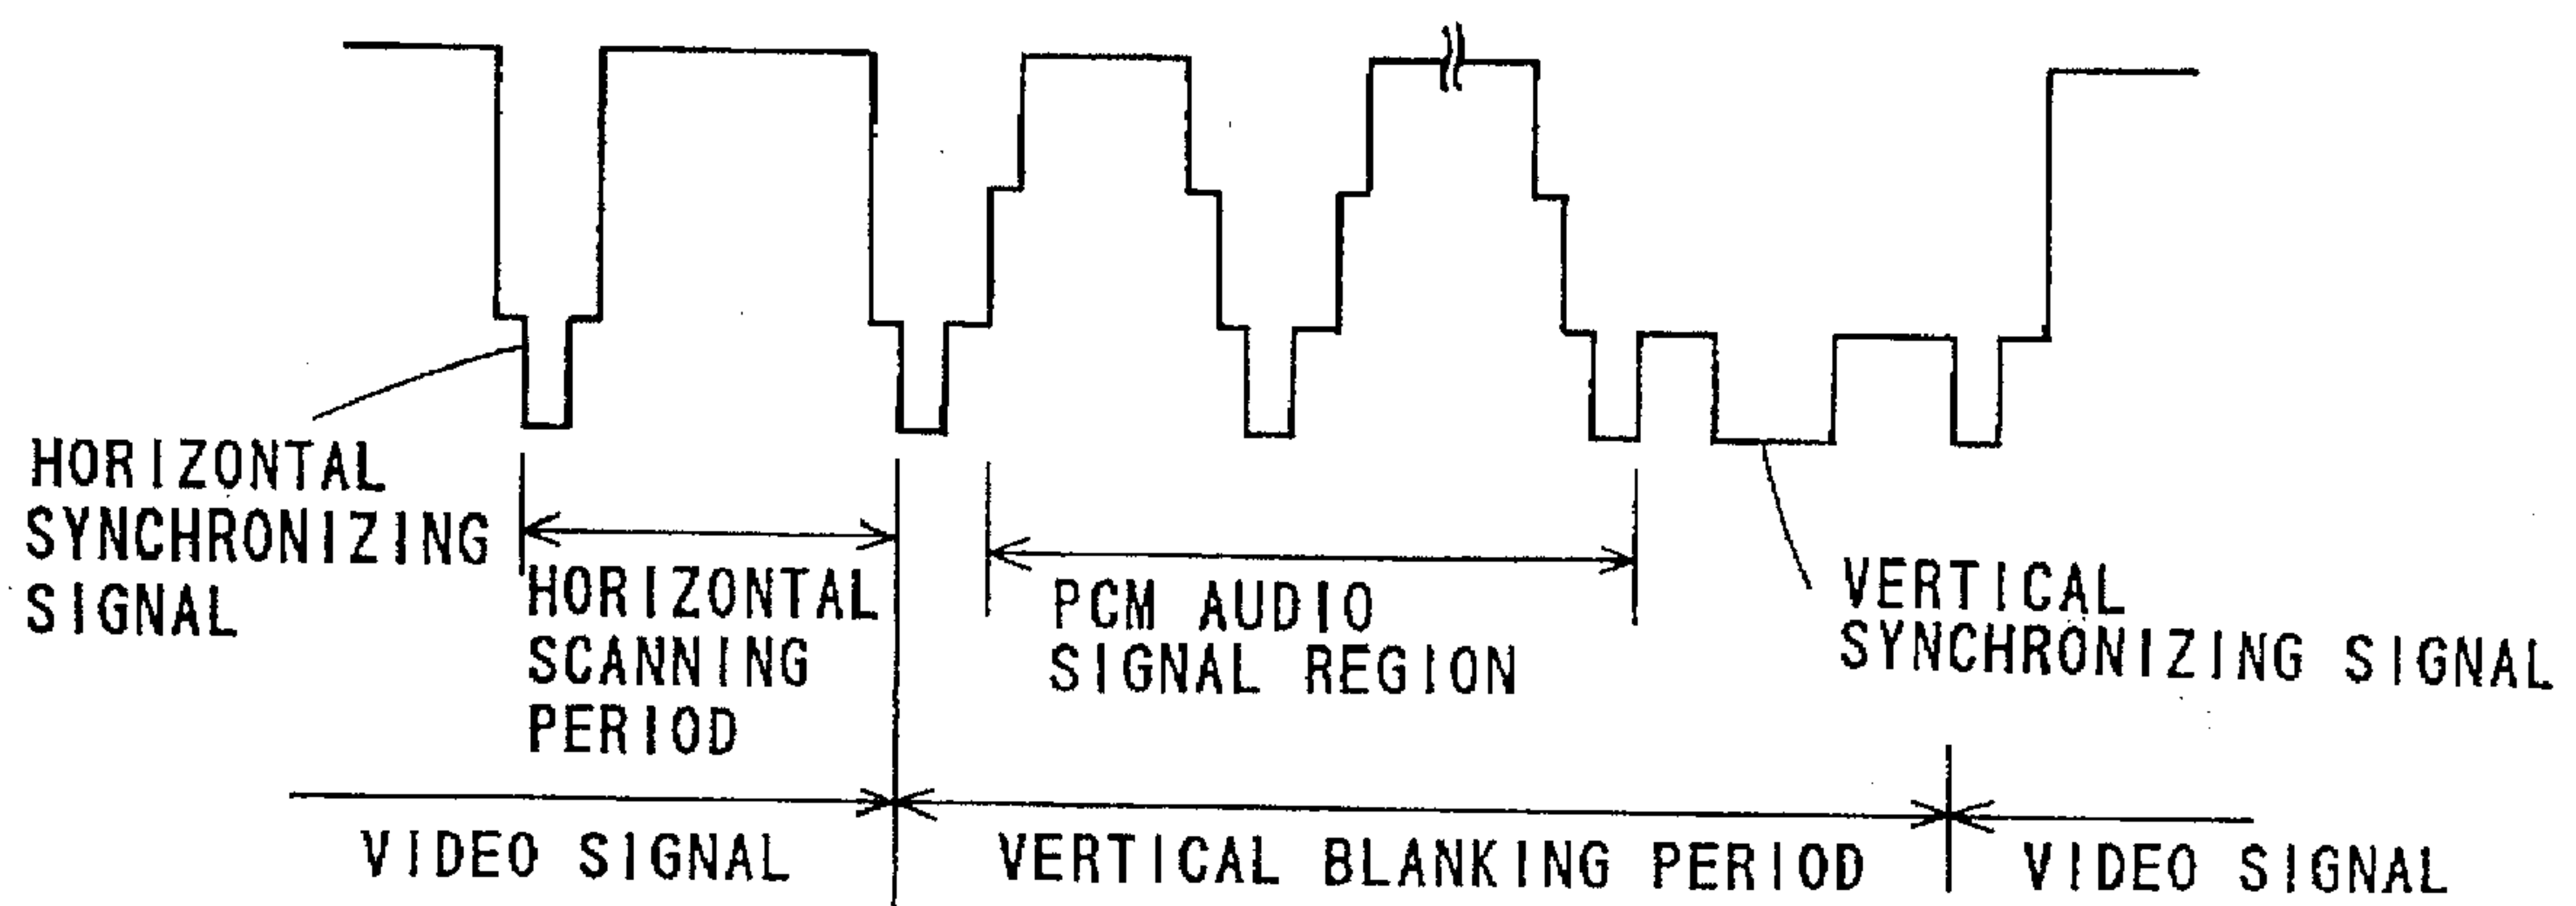 HORIZONTAL
SYNCHRONIZING
SIGNAL
HORIZONTAL
SCANNING
PERIOD
PCM AUDIO
SIGNAL REGION
VERTICAL
SYNCHRONIZING SIGNAL
VIDEO SIGNAL
VERTICAL BLANKING PERIOD
VIDEO SIGNAL